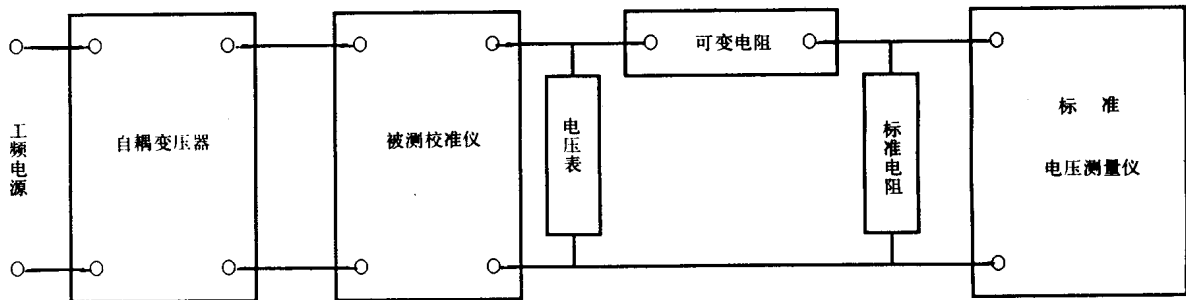 工频电源
自耦变压器
被测校准仪
电压表
可变电阻
标准电阻
标 准
电压测量仪